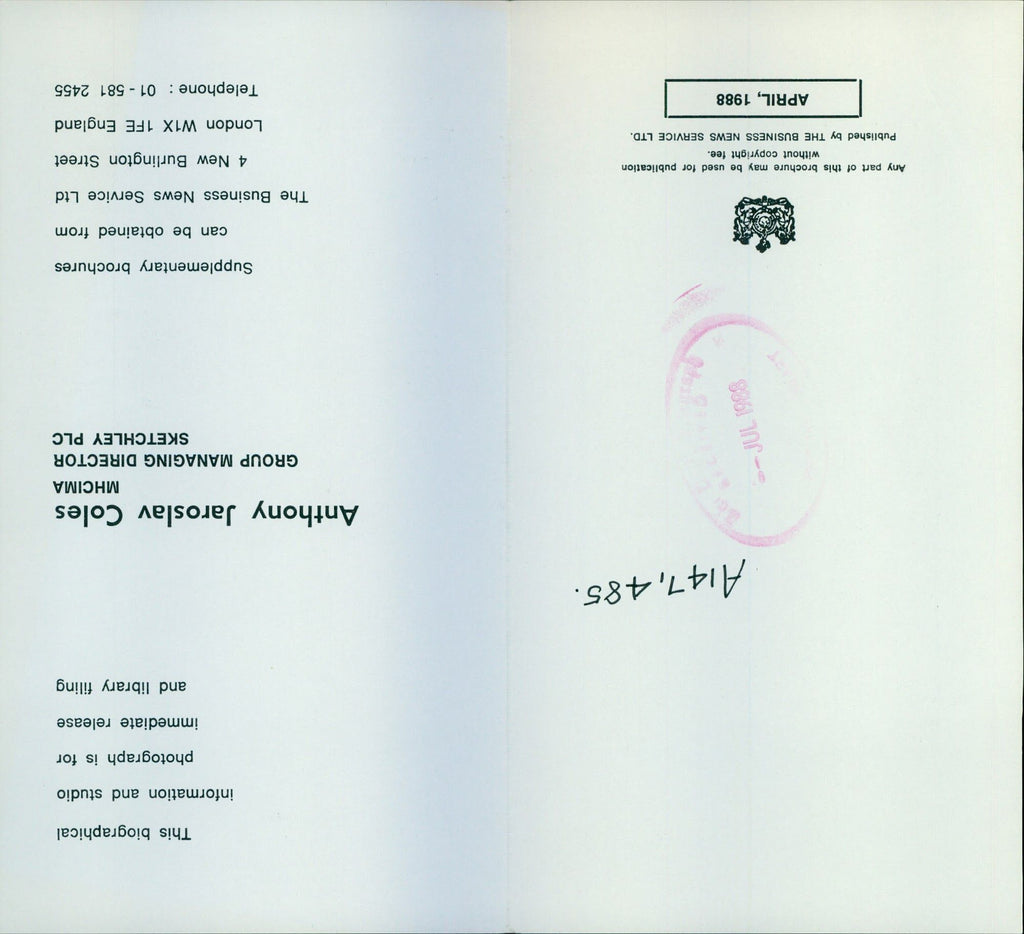 This biographical
information and studio
photograph is for
immediate release
and library filing
Anthony Jaroslav Coles
MHCIMA
GROUP MANAGING DIRECTOR
SKETCHLEY PLC
Supplementary brochures
can be obtained from
The Business News Service Ltd
4 New Burlington Street
London W1X 1FE England
Telephone : 01 - 581 2455
A147,485.
JUL 1988
Any part of this brochure may be used for publication
without copyright fee.
Published by THE BUSINESS NEWS SERVICE LTD.
APRIL, 1988